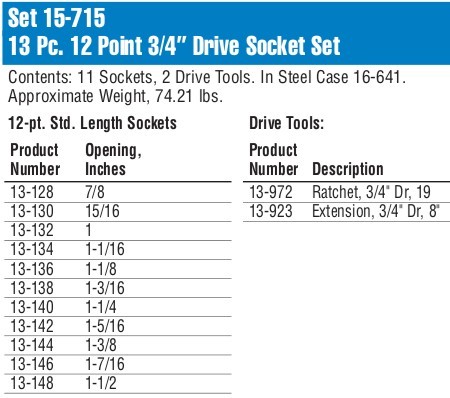 Set 15-715
13 Pc. 12 Point 3/4″ Drive Socket Set
Contents: 11 Sockets, 2 Drive Tools. In Steel Case 16-641.
Approximate Weight, 74.21 lbs.
12-pt. Std. Length Sockets
Product Opening,
Number Inches
13-128 7/8
13-130 15/16
13-132 1
13-134 1-1/16
13-136 1-1/8
13-138 1-3/16
13-140 1-1/4
13-142 1-5/16
13-144 1-3/8
13-146 1-7/16
13-148 1-1/2
Drive Tools:
Product
Number Description
13-972 Ratchet, 3/4" Dr, 19
13-923 Extension, 3/4" Dr, 8"